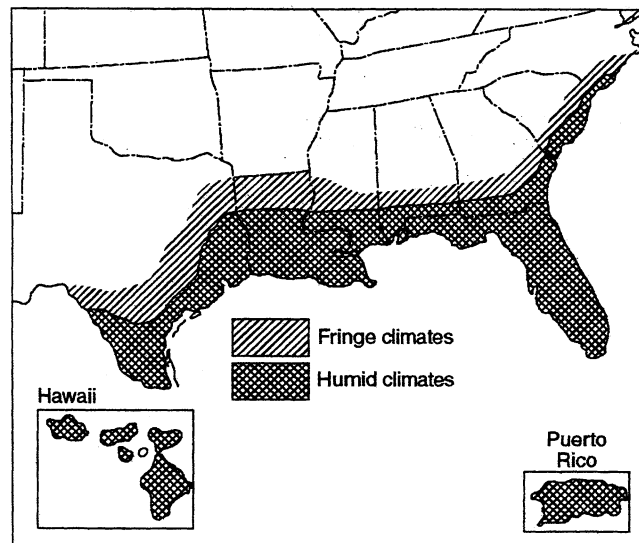 Fringe climates
Humid climates
Hawaii
Puerto
Rico